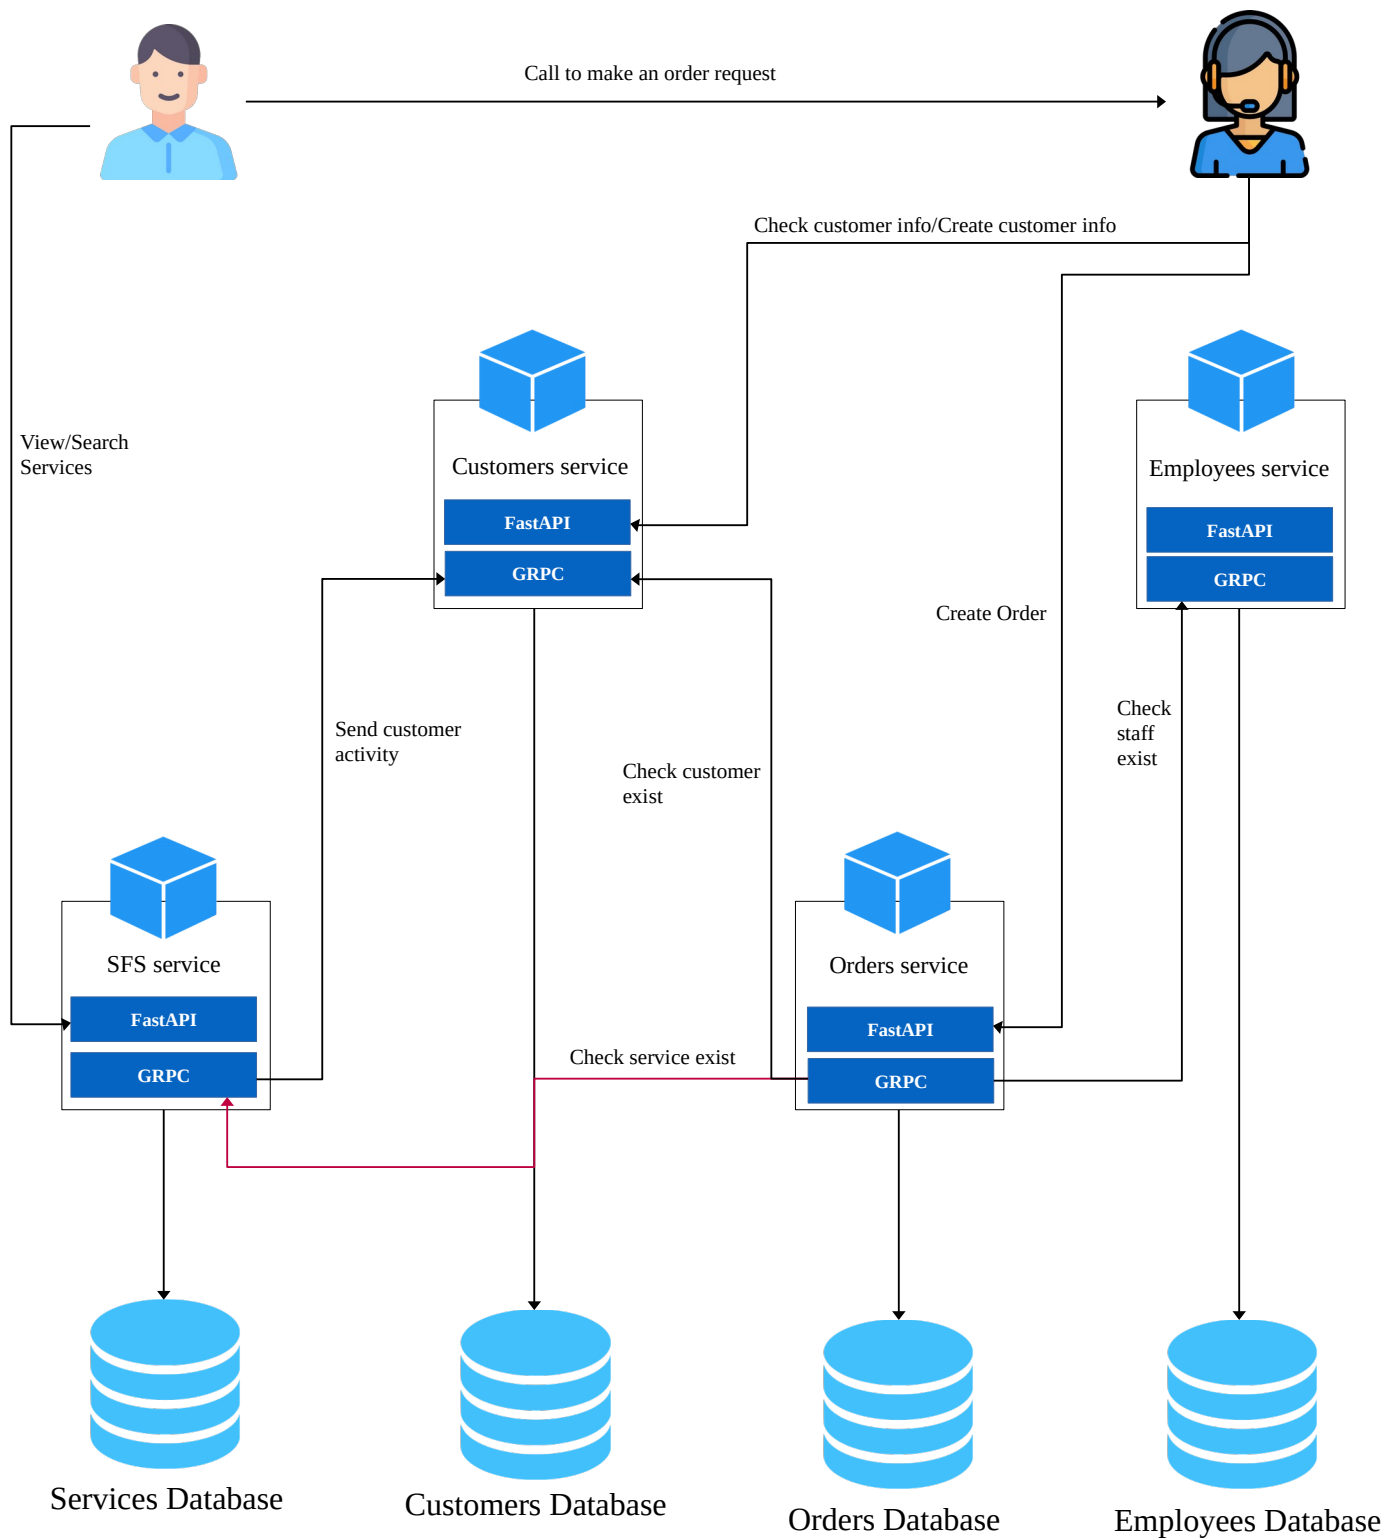 Call to make an order request
Check customer info/Create customer info
View/Search
Services
Customers service
FastAPI
GRPC
Employees service
FastAPI
GRPC
Create Order
Send customer
activity
Check customer
exist
Check
staff
exist
SFS service
FastAPI
GRPC
Orders service
FastAPI
GRPC
Check service exist
Services Database
Customers Database
Orders Database
Employees Database